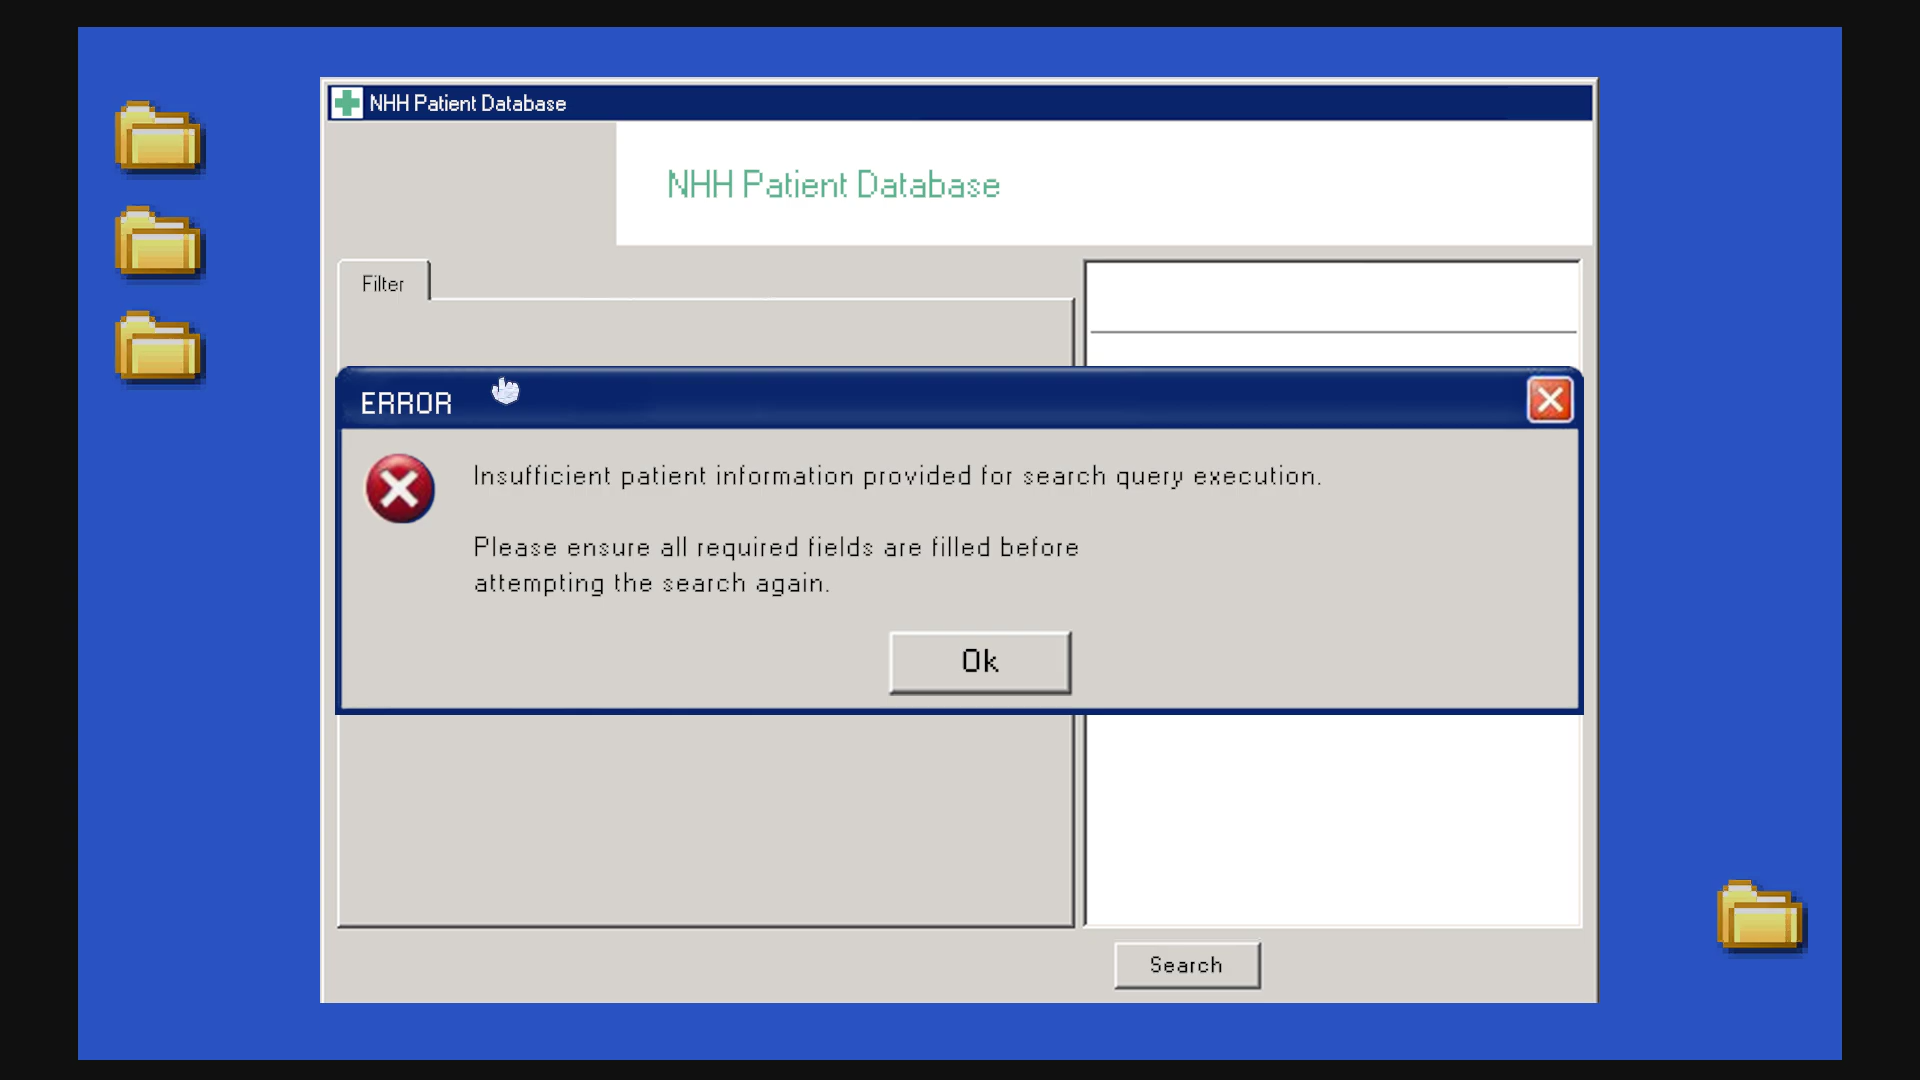 NHH Patient Database
NHH Patient Database
Filter
ERROR
Insufficient patient information provided for search query execution.
Please ensure all required fields are filled before
attempting the search again.
Ok
Search